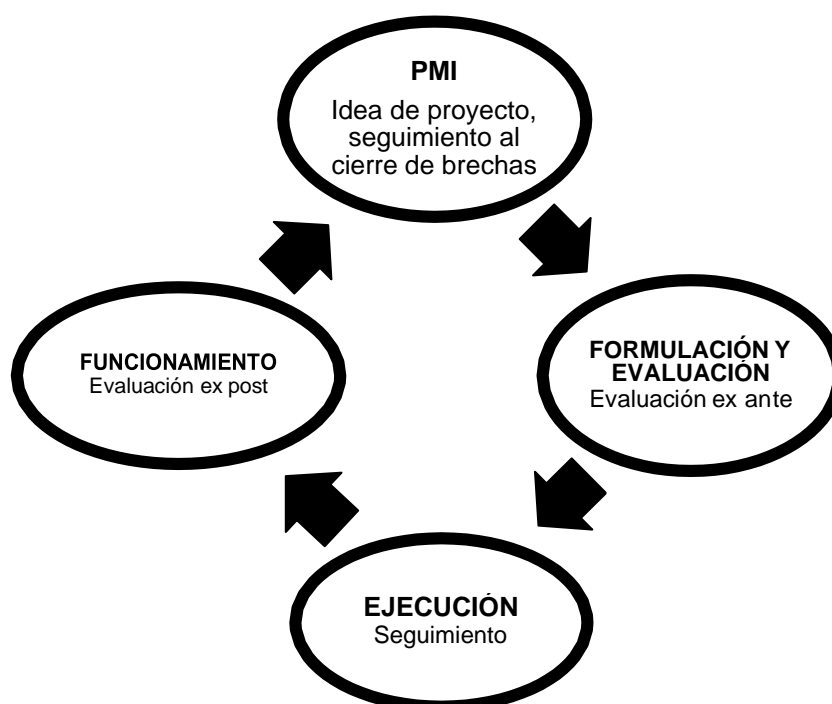 PMI
Idea de proyecto,
seguimiento al
cierre de brechas
FORMULACIÓN Y
EVALUACIÓN
Evaluación ex ante
EJECUCIÓN
Seguimiento
FUNCIONAMIENTO
Evaluación ex post